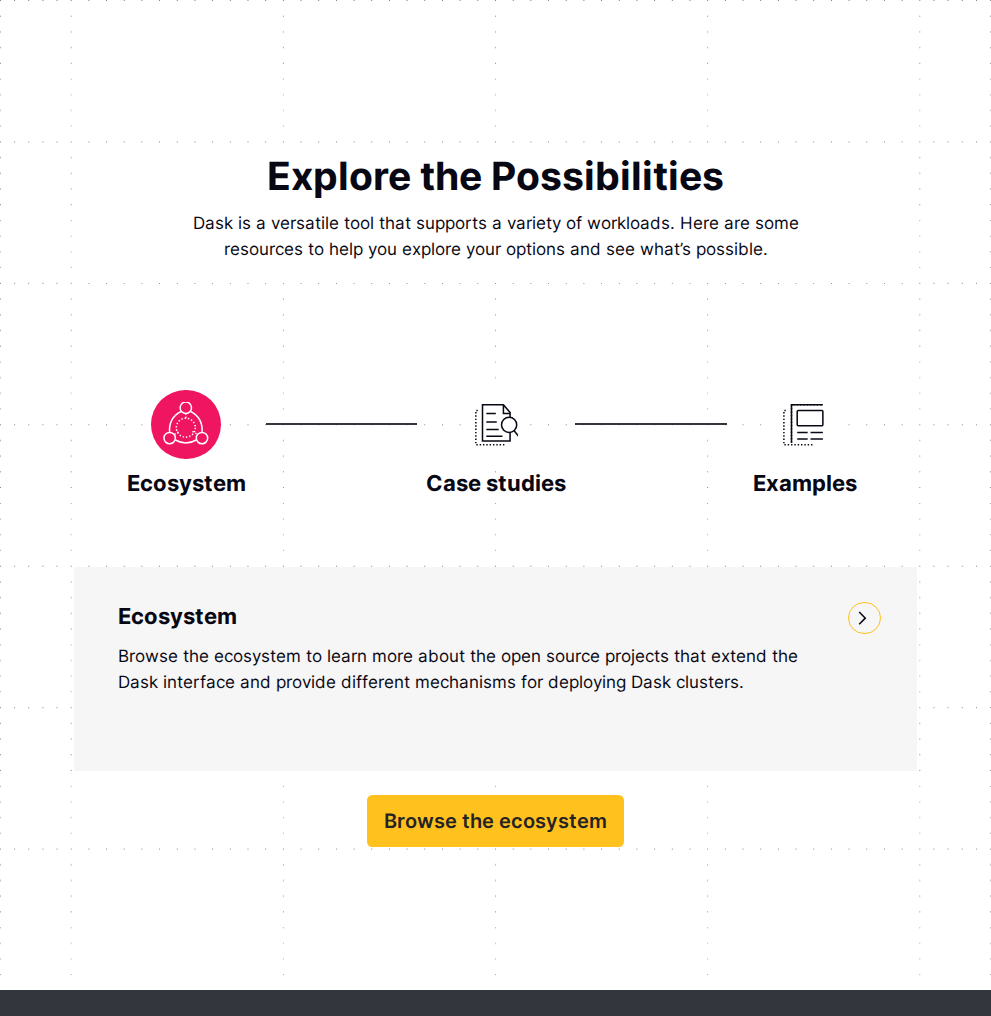 Explore the Possibilities
Dask is a versatile tool that supports a variety of workloads. Here are some
resources to help you explore your options and see what’s possible.
Ecosystem
Case studies
Examples
Ecosystem
Browse the ecosystem to learn more about the open source projects that extend the
Dask interface and provide different mechanisms for deploying Dask clusters.
Browse the ecosystem